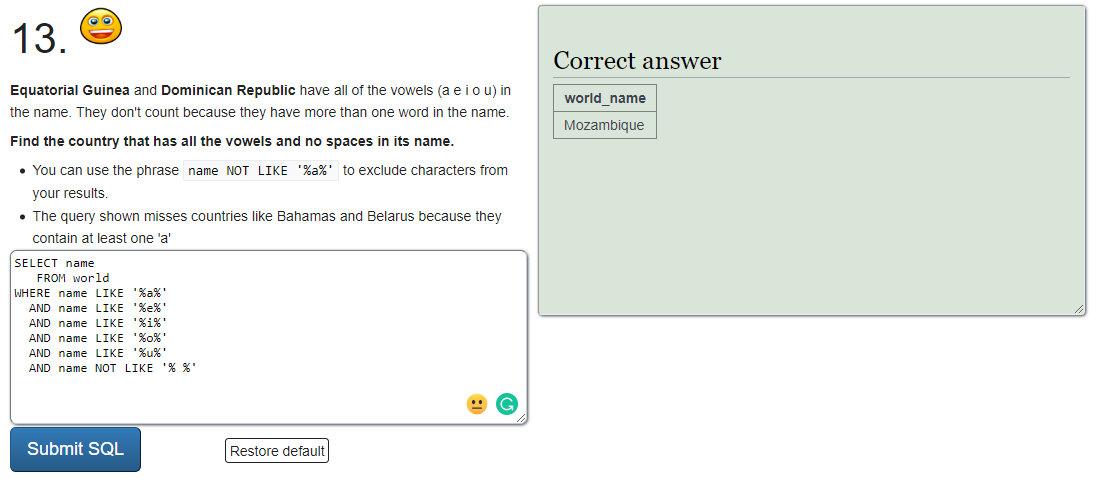 13.
Equatorial Guinea and Dominican Republic have all of the vowels (a e i o u) in
the name. They don't count because they have more than one word in the name.
Find the country that has all the vowels and no spaces in its name.
• You can use the phrase name NOT LIKE '%a%' to exclude characters from
your results.
• The query shown misses countries like Bahamas and Belarus because they
contain at least one 'a'
SELECT name
FROM world
WHERE name LIKE '%a%'
AND name LIKE '%e%'
AND name LIKE '%i%'
AND name LIKE '%o%'
AND name LIKE '%u%'
AND name NOT LIKE '% %'
Submit SQL
Restore default
Correct answer
world_name
Mozambique